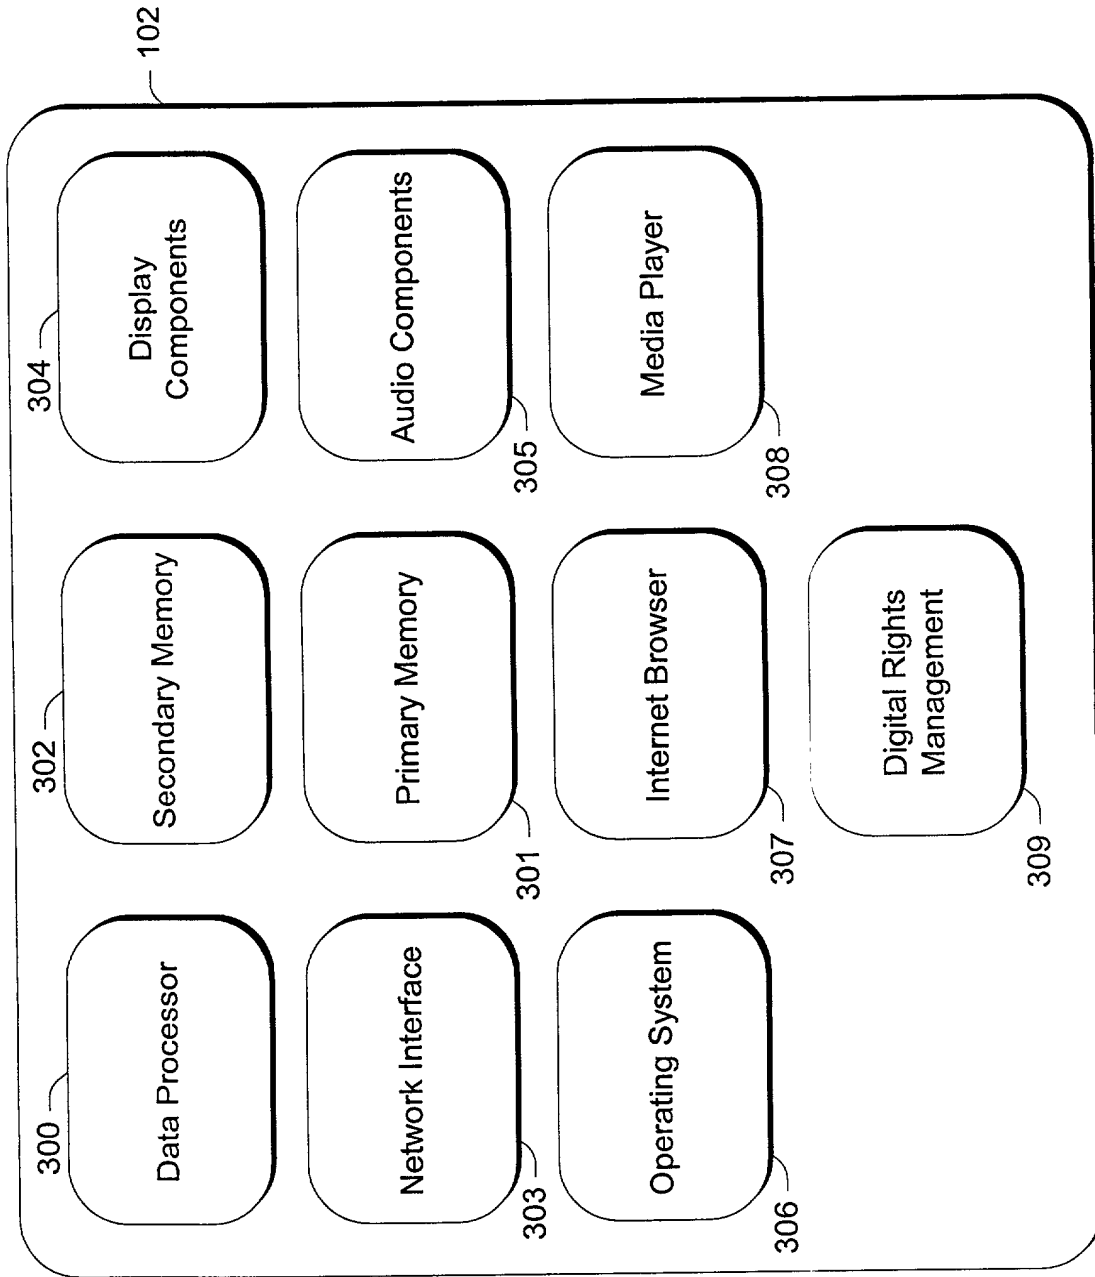 102
300
Data Processor
302
Secondary Memory
304
Display
Components
Network Interface
303
Primary Memory
301
Audio Components
305
Operating System
306
Internet Browser
307
Media Player
308
Digital Rights
Management
309